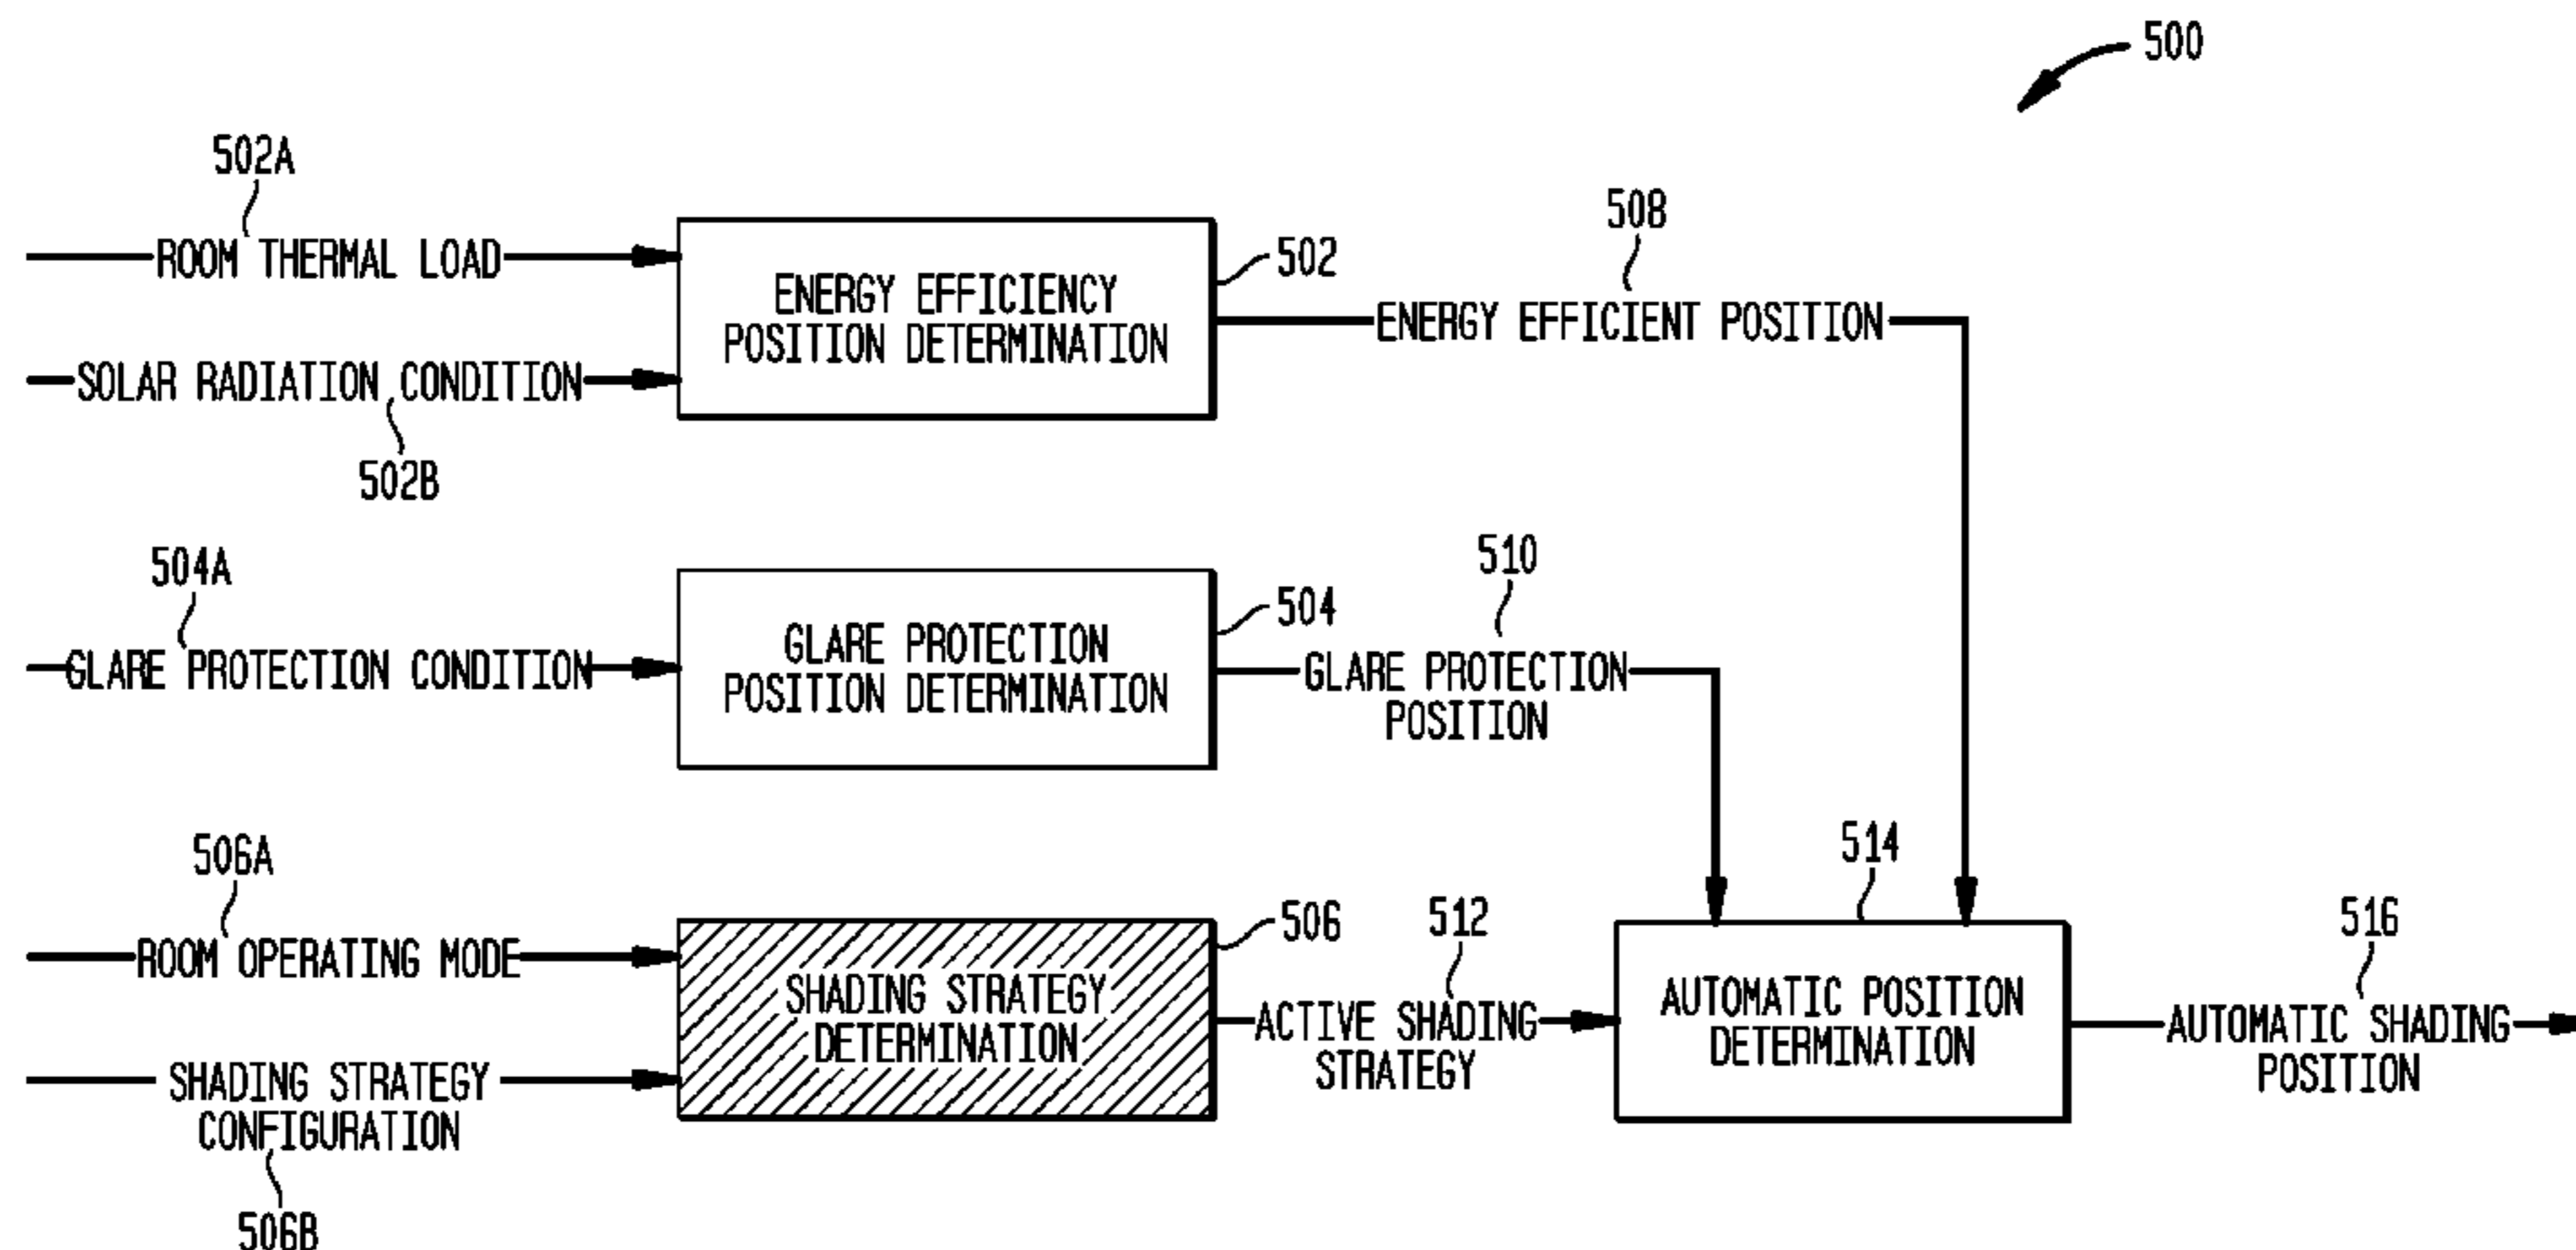 500
502A
ROOM THERMAL LOAD
SOLAR RADIATION CONDITION
502B
ENERGY EFFICIENCY
POSITION DETERMINATION
502
508
ENERGY EFFICIENT POSITION
504A
GLARE PROTECTION CONDITION
GLARE PROTECTION
POSITION DETERMINATION
504
510
GLARE PROTECTION
POSITION
506A
ROOM OPERATING MODE
SHADING STRATEGY
CONFIGURATION
506B
SHADING STRATEGY
DETERMINATION
506
512
ACTIVE SHADING
STRATEGY
514
AUTOMATIC POSITION
DETERMINATION
516
AUTOMATIC SHADING
POSITION